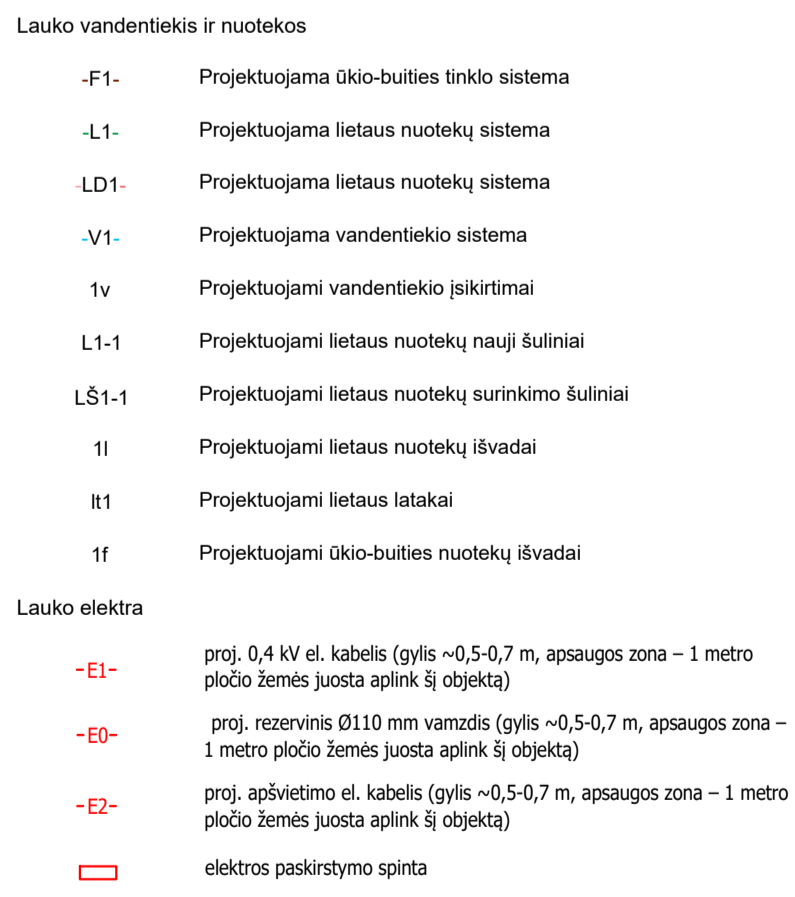 Lauko vandentiekis ir nuotekos
-F1- Projektuojama ūkio-buities tinklo sistema
-L1- Projektuojama lietaus nuotekų sistema
-LD1- Projektuojama lietaus nuotekų sistema
-V1- Projektuojama vandentiekio sistema
1v Projektuojami vandentiekio įsikirtimai
L1-1 Projektuojami lietaus nuotekų nauji šuliniai
LŠ1-1 Projektuojami lietaus nuotekų surinkimo šuliniai
1l Projektuojami lietaus nuotekų išvadai
lt1 Projektuojami lietaus latakai
1f Projektuojami ūkio-buities nuotekų išvadai
Lauko elektra
-E1- proj. 0,4 kV el. kabelis (gylis ~0,5-0,7 m, apsaugos zona – 1 metro
pločio žemės juosta aplink šį objektą)
-E0- proj. rezervinis Ø110 mm vamzdis (gylis ~0,5-0,7 m, apsaugos zona –
1 metro pločio žemės juosta aplink šį objektą)
-E2- proj. apšvietimo el. kabelis (gylis ~0,5-0,7 m, apsaugos zona – 1 metro
pločio žemės juosta aplink šį objektą)
elektros paskirstymo spinta